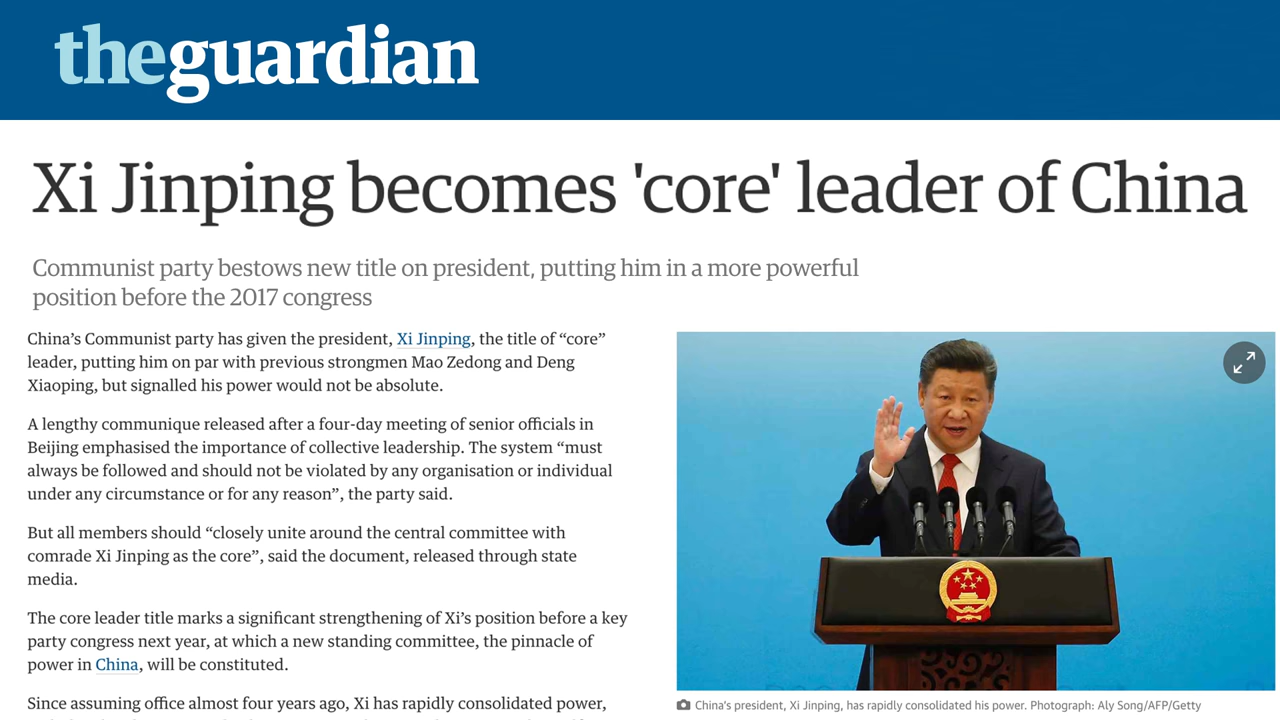 theguardian
Xi Jinping becomes 'core' leader of China
Communist party bestows new title on president, putting him in a more powerful
position before the 2017 congress
China’s Communist party has given the president, Xi Jinping, the title of “core”
leader, putting him on par with previous strongmen Mao Zedong and Deng
Xiaoping, but signalled his power would not be absolute.
A lengthy communique released after a four-day meeting of senior officials in
Beijing emphasised the importance of collective leadership. The system “must
always be followed and should not be violated by any organisation or individual
under any circumstance or for any reason”, the party said.
But all members should “closely unite around the central committee with
comrade Xi Jinping as the core”, said the document, released through state
media.
The core leader title marks a significant strengthening of Xi’s position before a key
party congress next year, at which a new standing committee, the pinnacle of
power in China, will be constituted.
Since assuming office almost four years ago, Xi has rapidly consolidated power,
China's president, Xi Jinping, has rapidly consolidated his power. Photograph: Aly Song/AFP/Getty